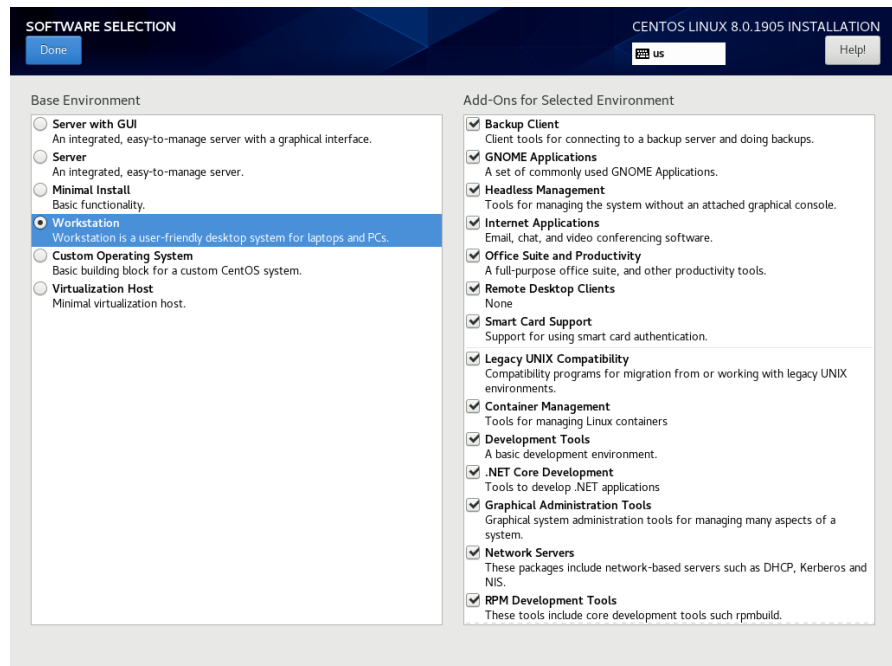 SOFTWARE SELECTION
CENTOS LINUX 8.0.1905 INSTALLATION
Done
us
Help!
Base Environment
Server with GUI
An integrated, easy-to-manage server with a graphical interface.
Server
An integrated, easy-to-manage server.
Minimal Install
Basic functionality.
Workstation
Workstation is a user-friendly desktop system for laptops and PCs.
Custom Operating System
Basic building block for a custom CentOS system.
Virtualization Host
Minimal virtualization host.
Add-Ons for Selected Environment
Backup Client
Client tools for connecting to a backup server and doing backups.
GNOME Applications
A set of commonly used GNOME Applications.
Headless Management
Tools for managing the system without an attached graphical console.
Internet Applications
Email, chat, and video conferencing software.
Office Suite and Productivity
A full-purpose office suite, and other productivity tools.
Remote Desktop Clients
None
Smart Card Support
Support for using smart card authentication.
Legacy UNIX Compatibility
Compatibility programs for migration from or working with legacy UNIX
environments.
Container Management
Tools for managing Linux containers
Development Tools
A basic development environment.
.NET Core Development
Tools to develop .NET applications
Graphical Administration Tools
Graphical system administration tools for managing many aspects of a
system.
Network Servers
These packages include network-based servers such as DHCP, Kerberos and
NIS.
RPM Development Tools
These tools include core development tools such rpmbuild.